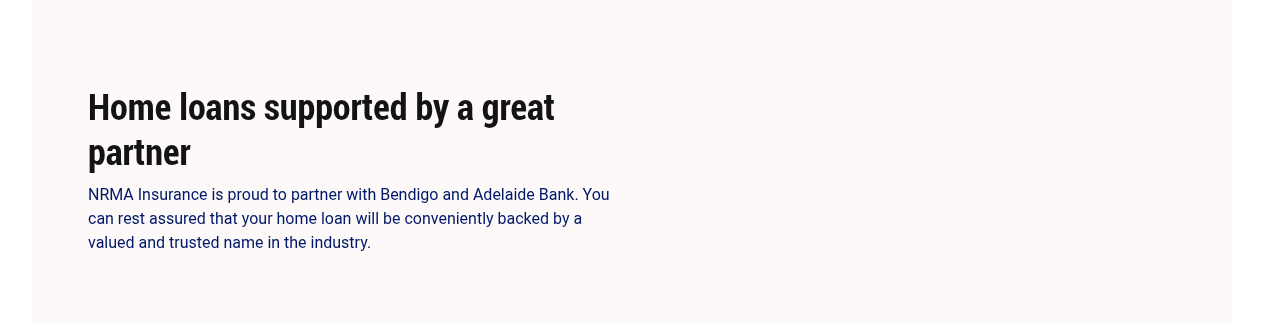 Home loans supported by a great
partner
NRMA Insurance is proud to partner with Bendigo and Adelaide Bank. You
can rest assured that your home loan will be conveniently backed by a
valued and trusted name in the industry.